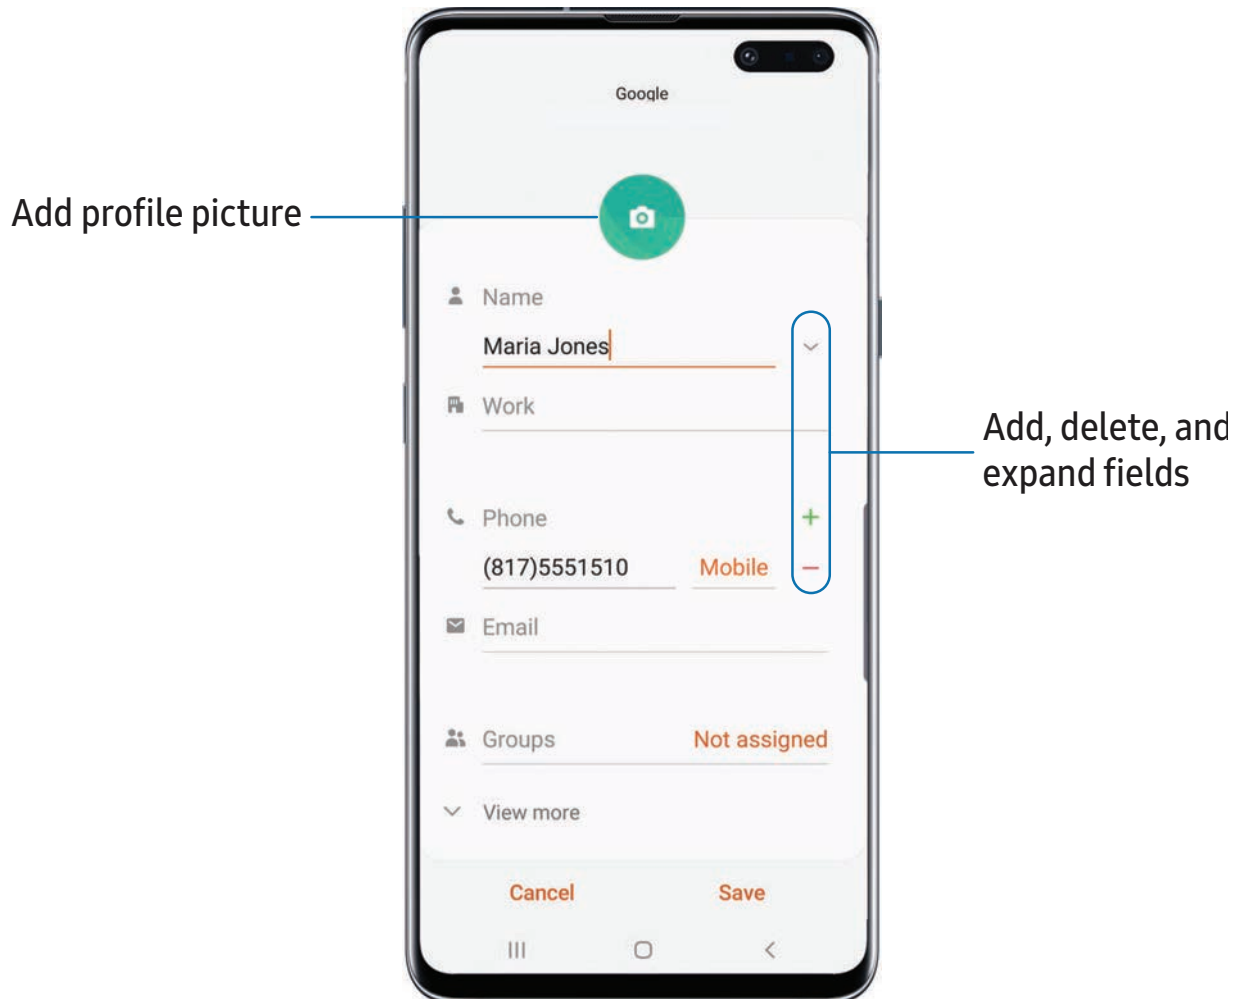 Google
Add profile picture
Name
Maria Jones
Work
Add, delete, and
expand fields
Phone
(817)5551510 Mobile
Email
Groups Not assigned
View more
Cancel Save